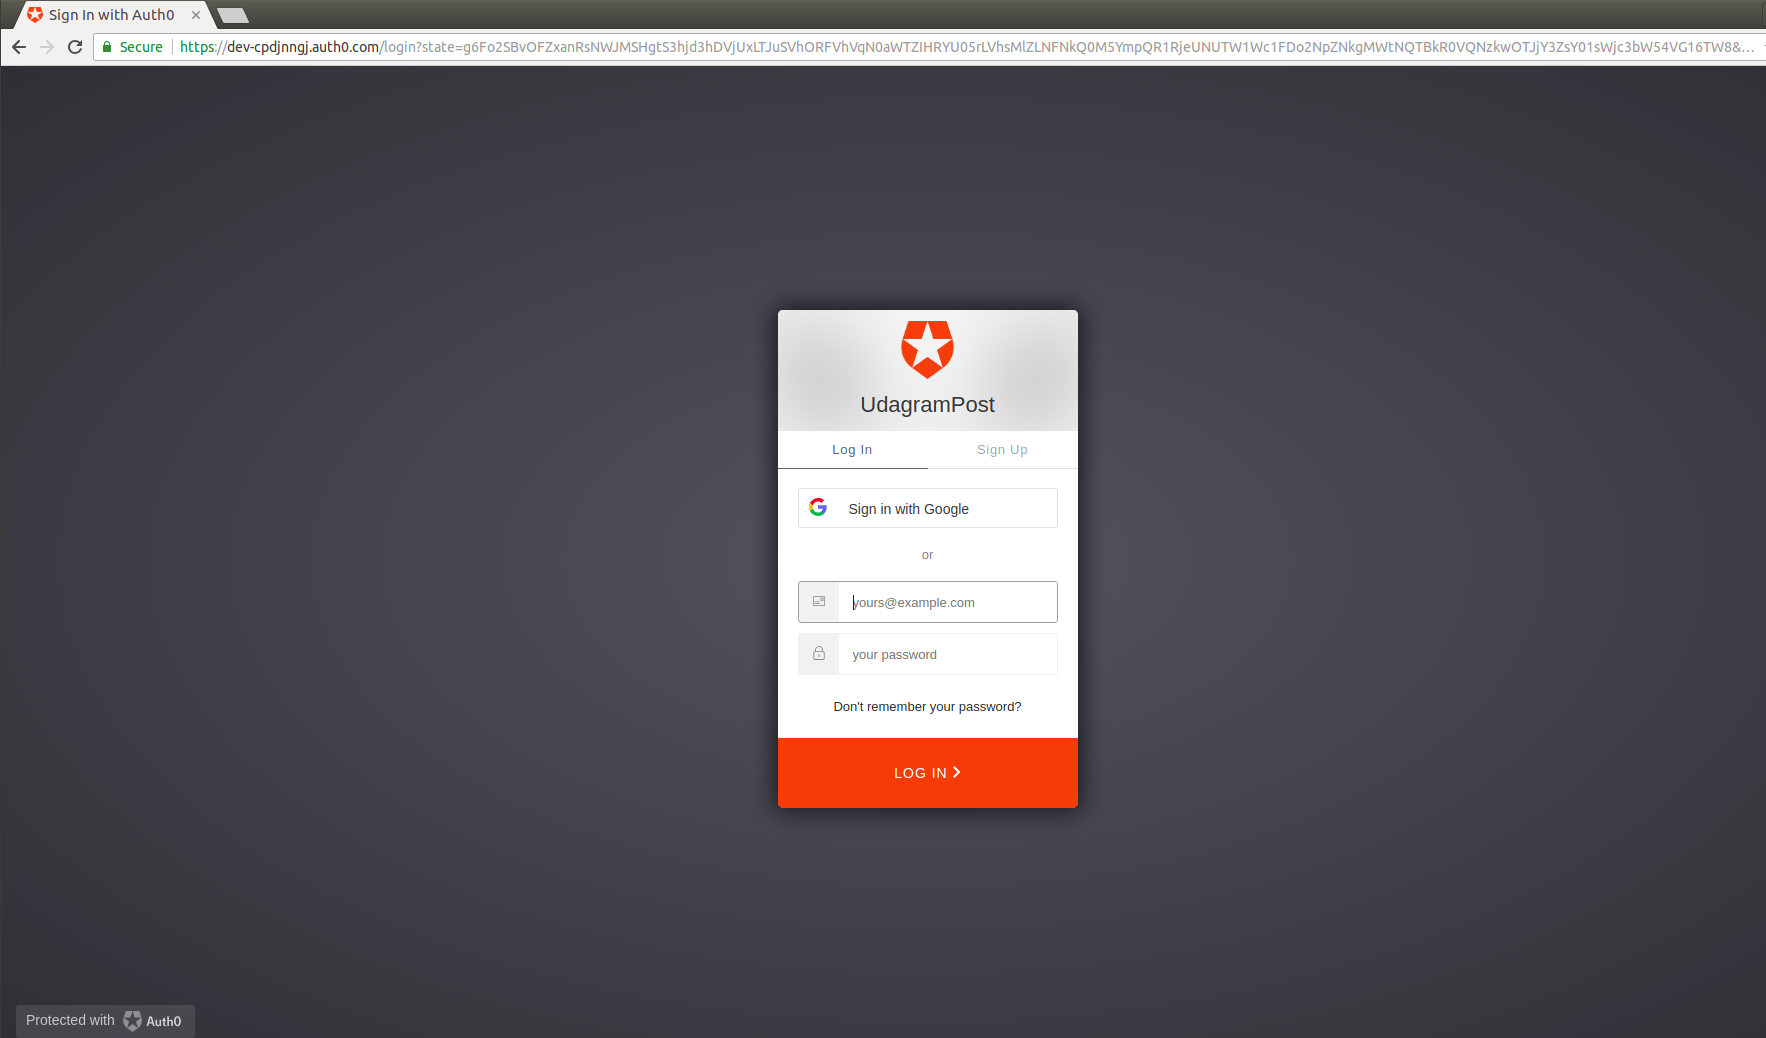 Sign In with Auth0
Secure
https://dev-cpdjnngj.auth0.com/login?state=
UdagramPost
Log In Sign Up
Sign in with Google
or
yours@example.com
your password
Don't remember your password?
LOG IN
Protected with Auth0